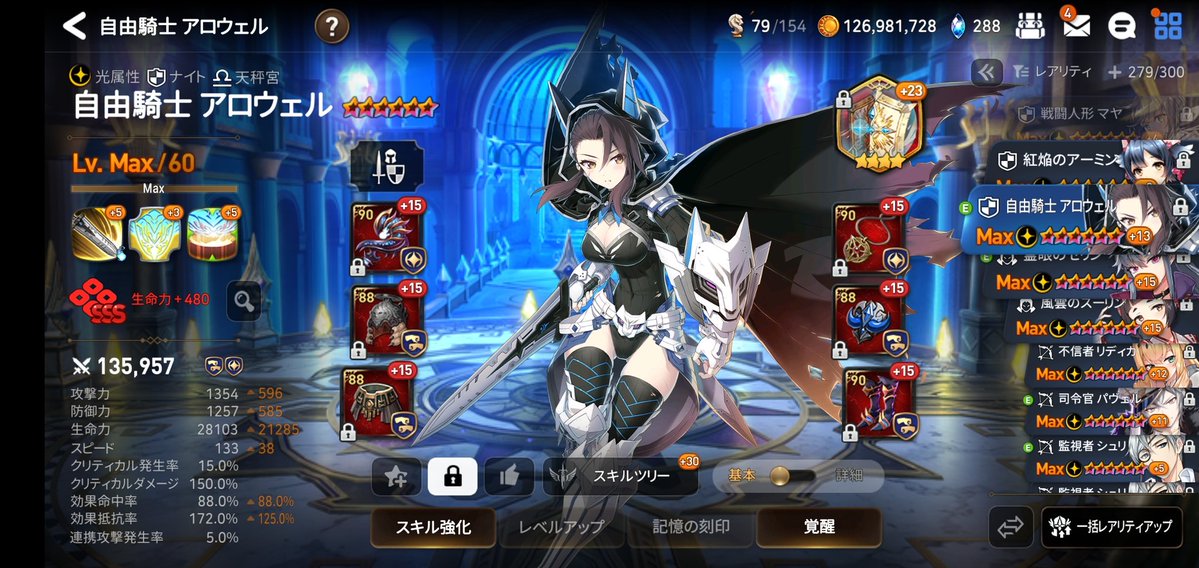 自由騎士 アロウェル
?
79/154
126,981,728
288
4
光属性 ナイト 天秤宮
自由騎士 アロウェル
Lv. Max/60
Max
+5
+3
+5
SSS
生命力+480
135,957
攻撃力 1354 596
防御力 1257 585
生命力 28103 21285
スピード 133 38
クリティカル発生率 15.0%
クリティカルダメージ 150.0%
効果命中率 88.0% 88.0%
効果抵抗率 172.0% 125.0%
連携攻撃発生率 5.0%
90 +15
88 +15
88 +15
+23
90 +15
88 +15
90 +15
スキルツリー +30
基本 詳細
スキル強化
レベルアップ
記憶の刻印
覚醒
レアリティ
279/300
戦闘人形 マヤ
紅焔のアーミン
E
自由騎士 アロウェル
Max +13
Max +15
風雲のスーリン
Max +15
不信者 リディカ
Max +12
E
司令官 パヴェル
Max +11
E
監視者 シュリ
Max +5
一括レアリティアップ